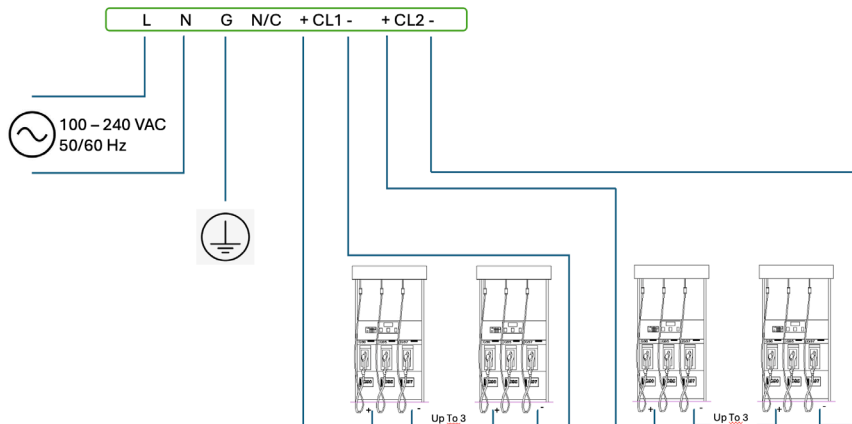 L N G N/C + CL1 - + CL2 -
100 – 240 VAC
50/60 Hz
+ - + - + - + -
Up To 3 Up To 3